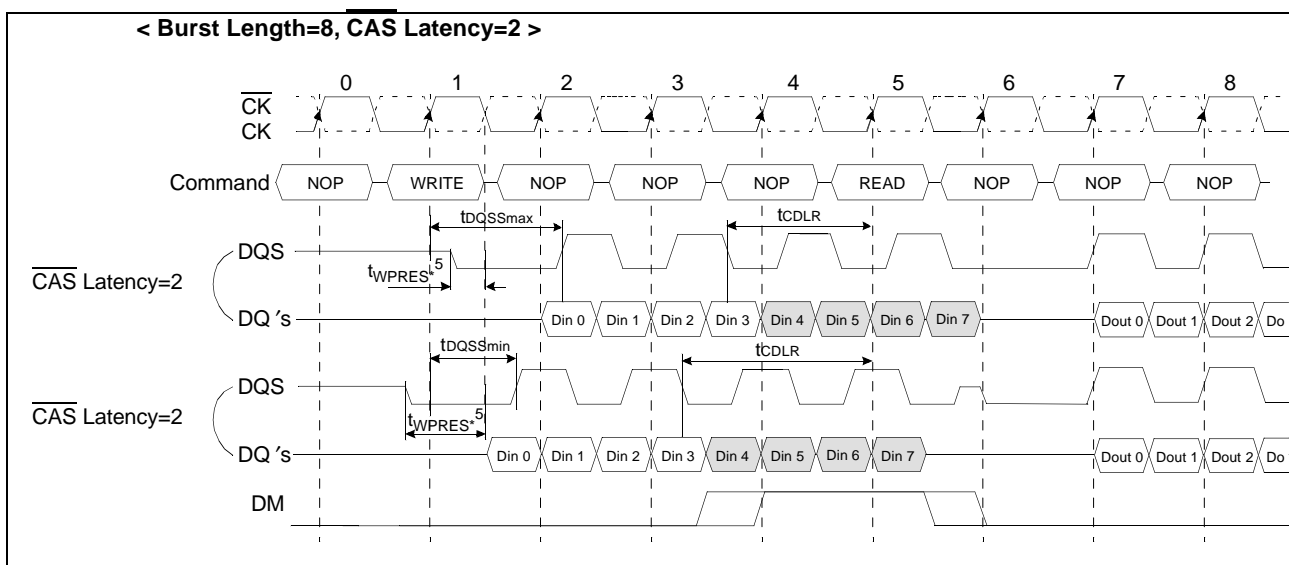 < Burst Length=8, CAS Latency=2 >
0 1 2 3 4 5 6 7 8
CK
CK
Command NOP WRITE NOP NOP NOP READ NOP NOP NOP
tDQSSmax tCDLR
DQS
tWPRES*5
CAS Latency=2
DQ's Din 0 Din 1 Din 2 Din 3 Din 4 Din 5 Din 6 Din 7 Dout 0 Dout 1 Dout 2 Do
tDQSSmin tCDLR
DQS
CAS Latency=2
tWPRES*5
DQ's Din 0 Din 1 Din 2 Din 3 Din 4 Din 5 Din 6 Din 7 Dout 0 Dout 1 Dout 2 Do
DM